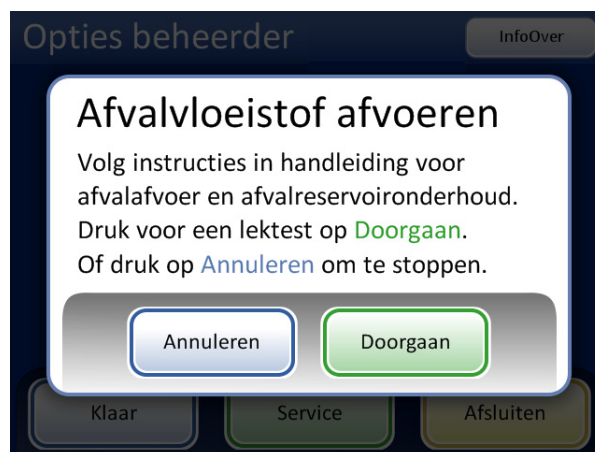 Opties beheerder
InfoOver
Afvalvloeistof afvoeren
Volg instructies in handleiding voor
afvalafvoer en afvalreservoironderhoud.
Druk voor een lektest op Doorgaan.
Of druk op Annuleren om te stoppen.
Annuleren
Doorgaan
Klaar
Service
Afsluiten